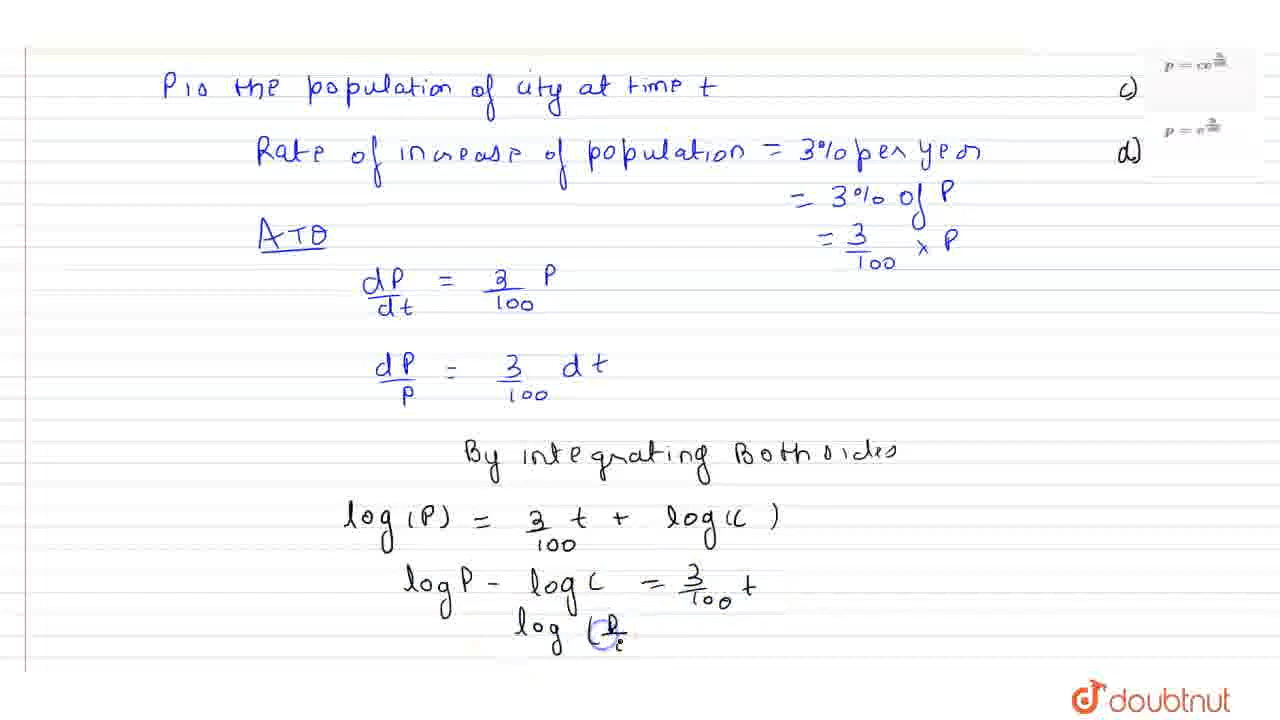 P is the population of city at time t
c)
Rate of increase of population = 3% per year
d)
= 3% of P
= 3/100 × P
ATQ
dP/dt = 3/100 P
dP/P = 3/100 dt
By integrating Both sides
log(P) = 3/100 t + log(C)
log P - log C = 3/100 t
log (P/c
doubtnut